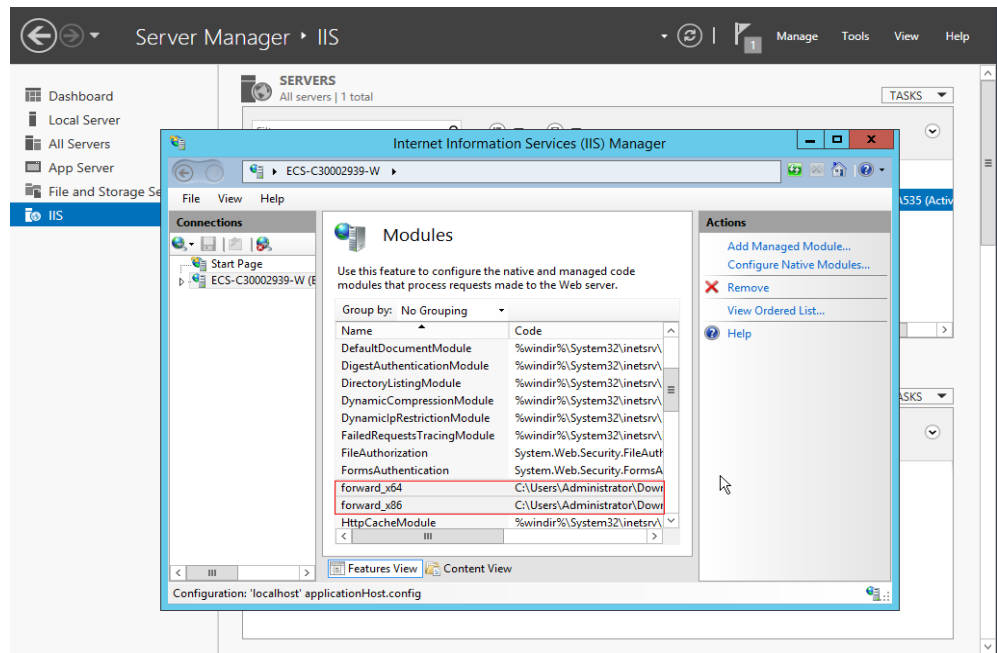 Server Manager ‣ IIS
1
Manage Tools View Help
Dashboard
Local Server
All Servers
App Server
File and Storage Se
IIS
SERVERS
All servers | 1 total
TASKS
Internet Information Services (IIS) Manager
ECS-C30002939-W
File View Help
\535 (Activ
Connections
Start Page
ECS-C30002939-W (E
Modules
Use this feature to configure the native and managed code
modules that process requests made to the Web server.
Group by: No Grouping
Name Code
DefaultDocumentModule %windir%\System32\inetsrv\
DigestAuthenticationModule %windir%\System32\inetsrv\
DirectoryListingModule %windir%\System32\inetsrv\
DynamicCompressionModule %windir%\System32\inetsrv\
DynamicIpRestrictionModule %windir%\System32\inetsrv\
FailedRequestsTracingModule %windir%\System32\inetsrv\
FileAuthorization System.Web.Security.FileAuth
FormsAuthentication System.Web.Security.FormsA
forward_x64 C:\Users\Administrator\Down
forward_x86 C:\Users\Administrator\Down
HttpCacheModule %windir%\System32\inetsrv\
Features View Content View
Actions
Add Managed Module...
Configure Native Modules...
Remove
View Ordered List...
Help
ASKS
Configuration: 'localhost' applicationHost.config